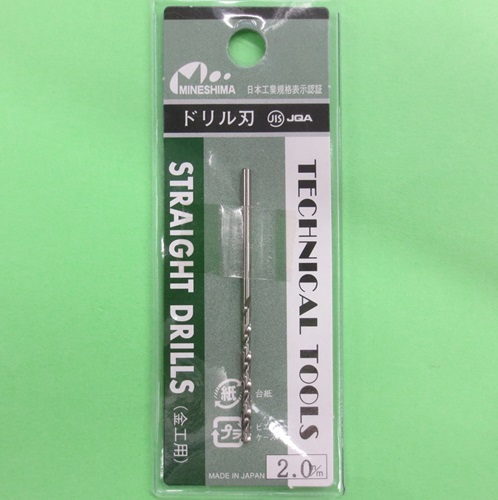 MINESHIMA
日本工業規格表示認証
ドリル刃 JIS JQA
STRAIGHT DRILLS (金工用)
TECHNICAL TOOLS
紙 台紙
プラ
MADE IN JAPAN
2.0 m/m